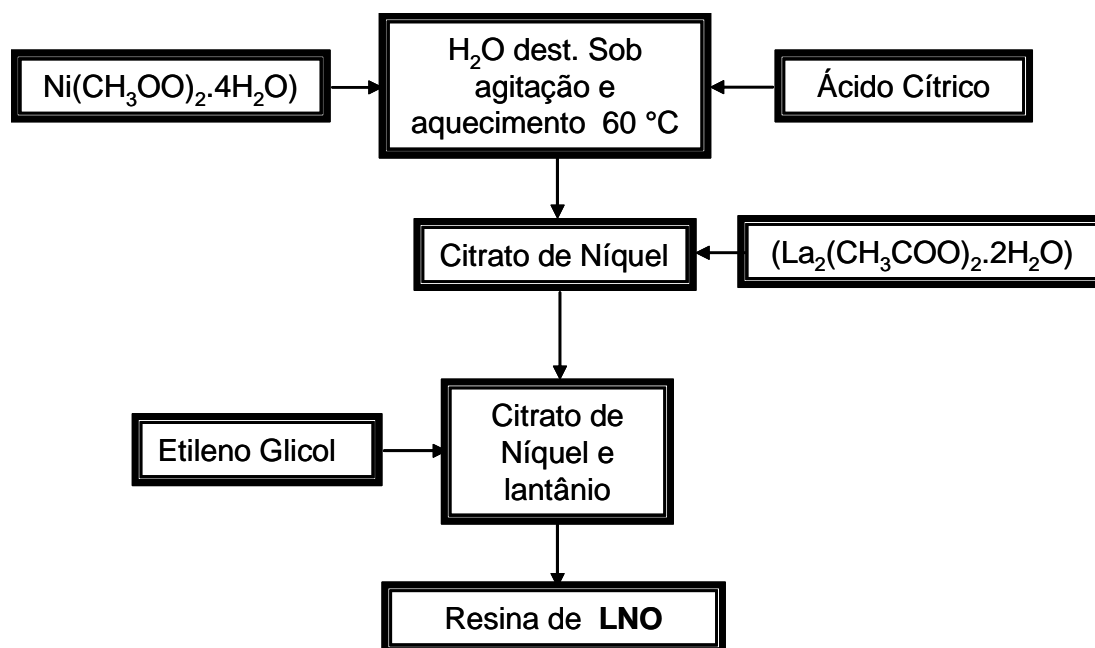 H₂O dest. Sob
agitação e
aquecimento 60 °C
Ni(CH₃OO)₂.4H₂O)
Ácido Cítrico
Citrato de Níquel
(La₂(CH₃COO)₂.2H₂O)
Citrato de
Níquel e
lantânio
Etileno Glicol
Resina de LNO